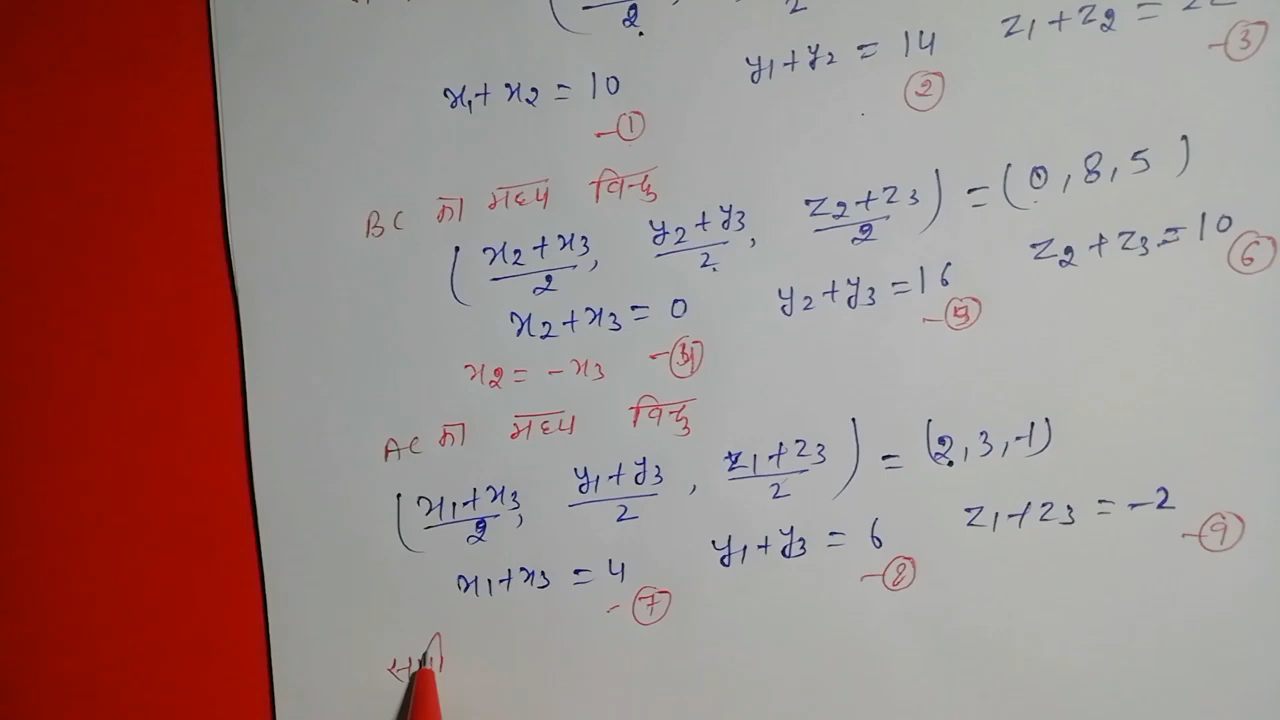 x₁+x₂ = 10 -①
y₁+y₂ = 14 ②
z₁+z₂ = -③
BC का मध्य बिन्दु
(x₂+x₃/2, y₂+y₃/2, z₂+z₃/2) = (0, 8, 5)
x₂+x₃ = 0 y₂+y₃ = 16 -⑤ z₂+z₃ = 10 ⑥
x₂ = -x₃ -④
AC का मध्य बिन्दु
(x₁+x₃/2, y₁+y₃/2, z₁+z₃/2) = (2, 3, -1)
x₁+x₃ = 4 -⑦ y₁+y₃ = 6 -⑧ z₁+z₃ = -2 -⑨